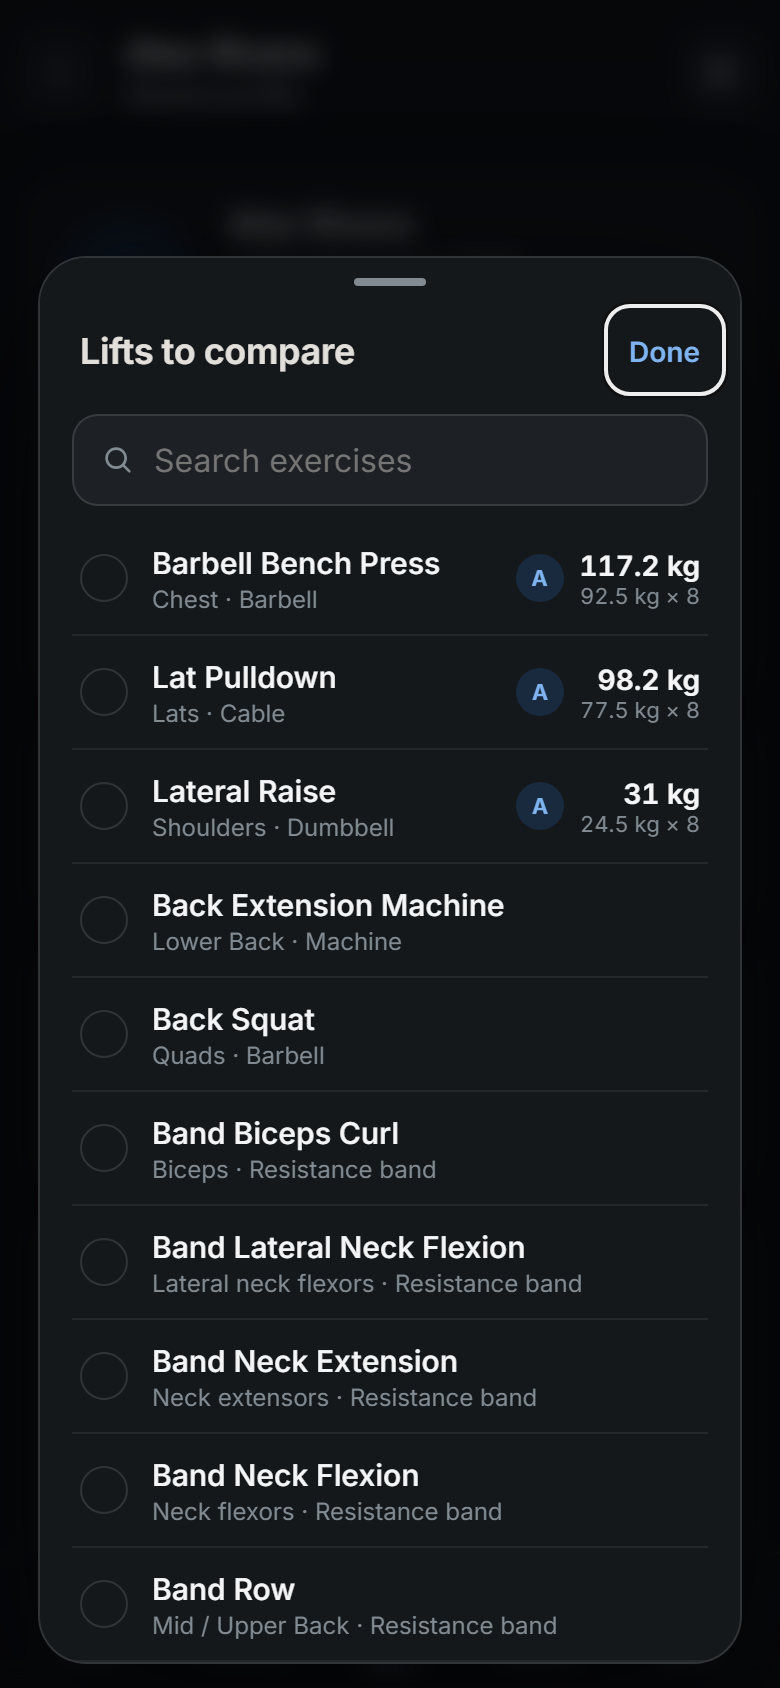 Lifts to compare
Done
Search exercises
Barbell Bench Press
Chest · Barbell
A
117.2 kg
92.5 kg × 8
Lat Pulldown
Lats · Cable
A
98.2 kg
77.5 kg × 8
Lateral Raise
Shoulders · Dumbbell
A
31 kg
24.5 kg × 8
Back Extension Machine
Lower Back · Machine
Back Squat
Quads · Barbell
Band Biceps Curl
Biceps · Resistance band
Band Lateral Neck Flexion
Lateral neck flexors · Resistance band
Band Neck Extension
Neck extensors · Resistance band
Band Neck Flexion
Neck flexors · Resistance band
Band Row
Mid / Upper Back · Resistance band